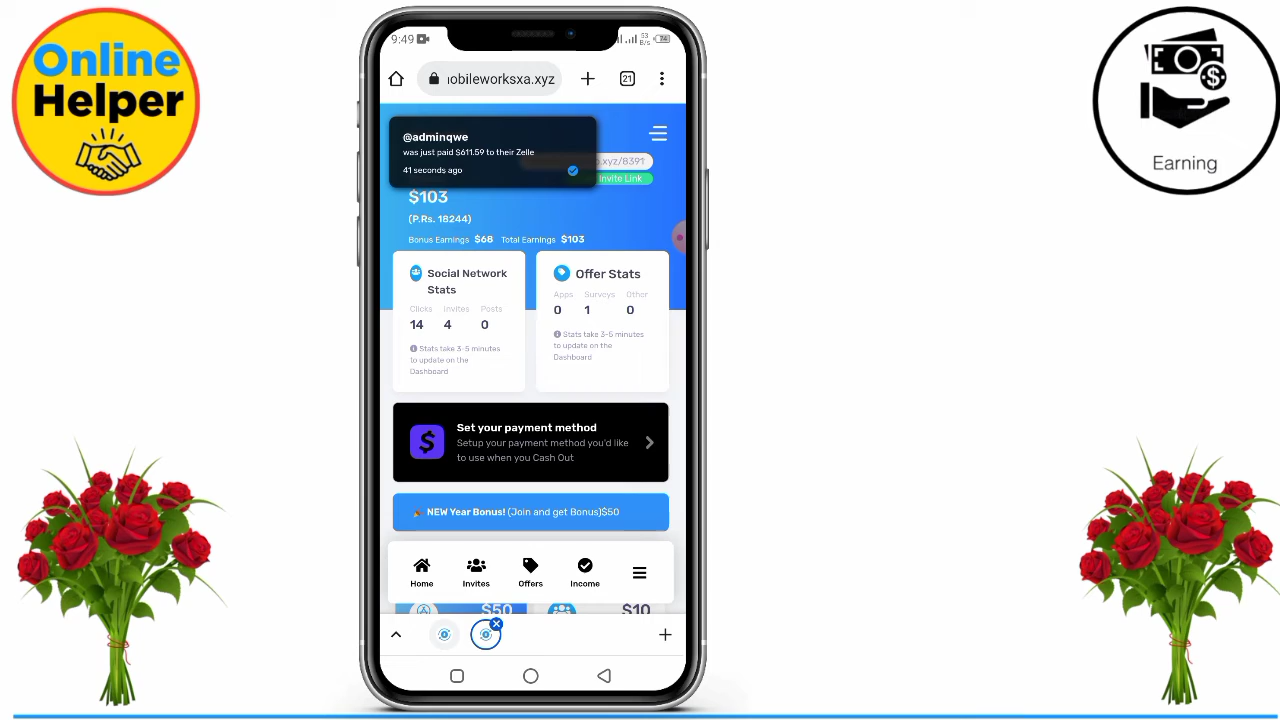 Online
Helper
Earning
9:49
53
B/s
74
obileworksxa.xyz
21
@adminqwe
was just paid $611.59 to their Zelle
41 seconds ago
o.xyz/8391
Invite Link
$103
(P.Rs. 18244)
Bonus Earnings $68 Total Earnings $103
Social Network
Stats
Clicks Invites Posts
14 4 0
Stats take 3-5 minutes
to update on the
Dashboard
Offer Stats
Apps Surveys Other
0 1 0
Stats take 3-5 minutes
to update on the
Dashboard
Set your payment method
Setup your payment method you'd like
to use when you Cash Out
NEW Year Bonus! (Join and get Bonus)$50
Home Invites Offers Income
$50 $10